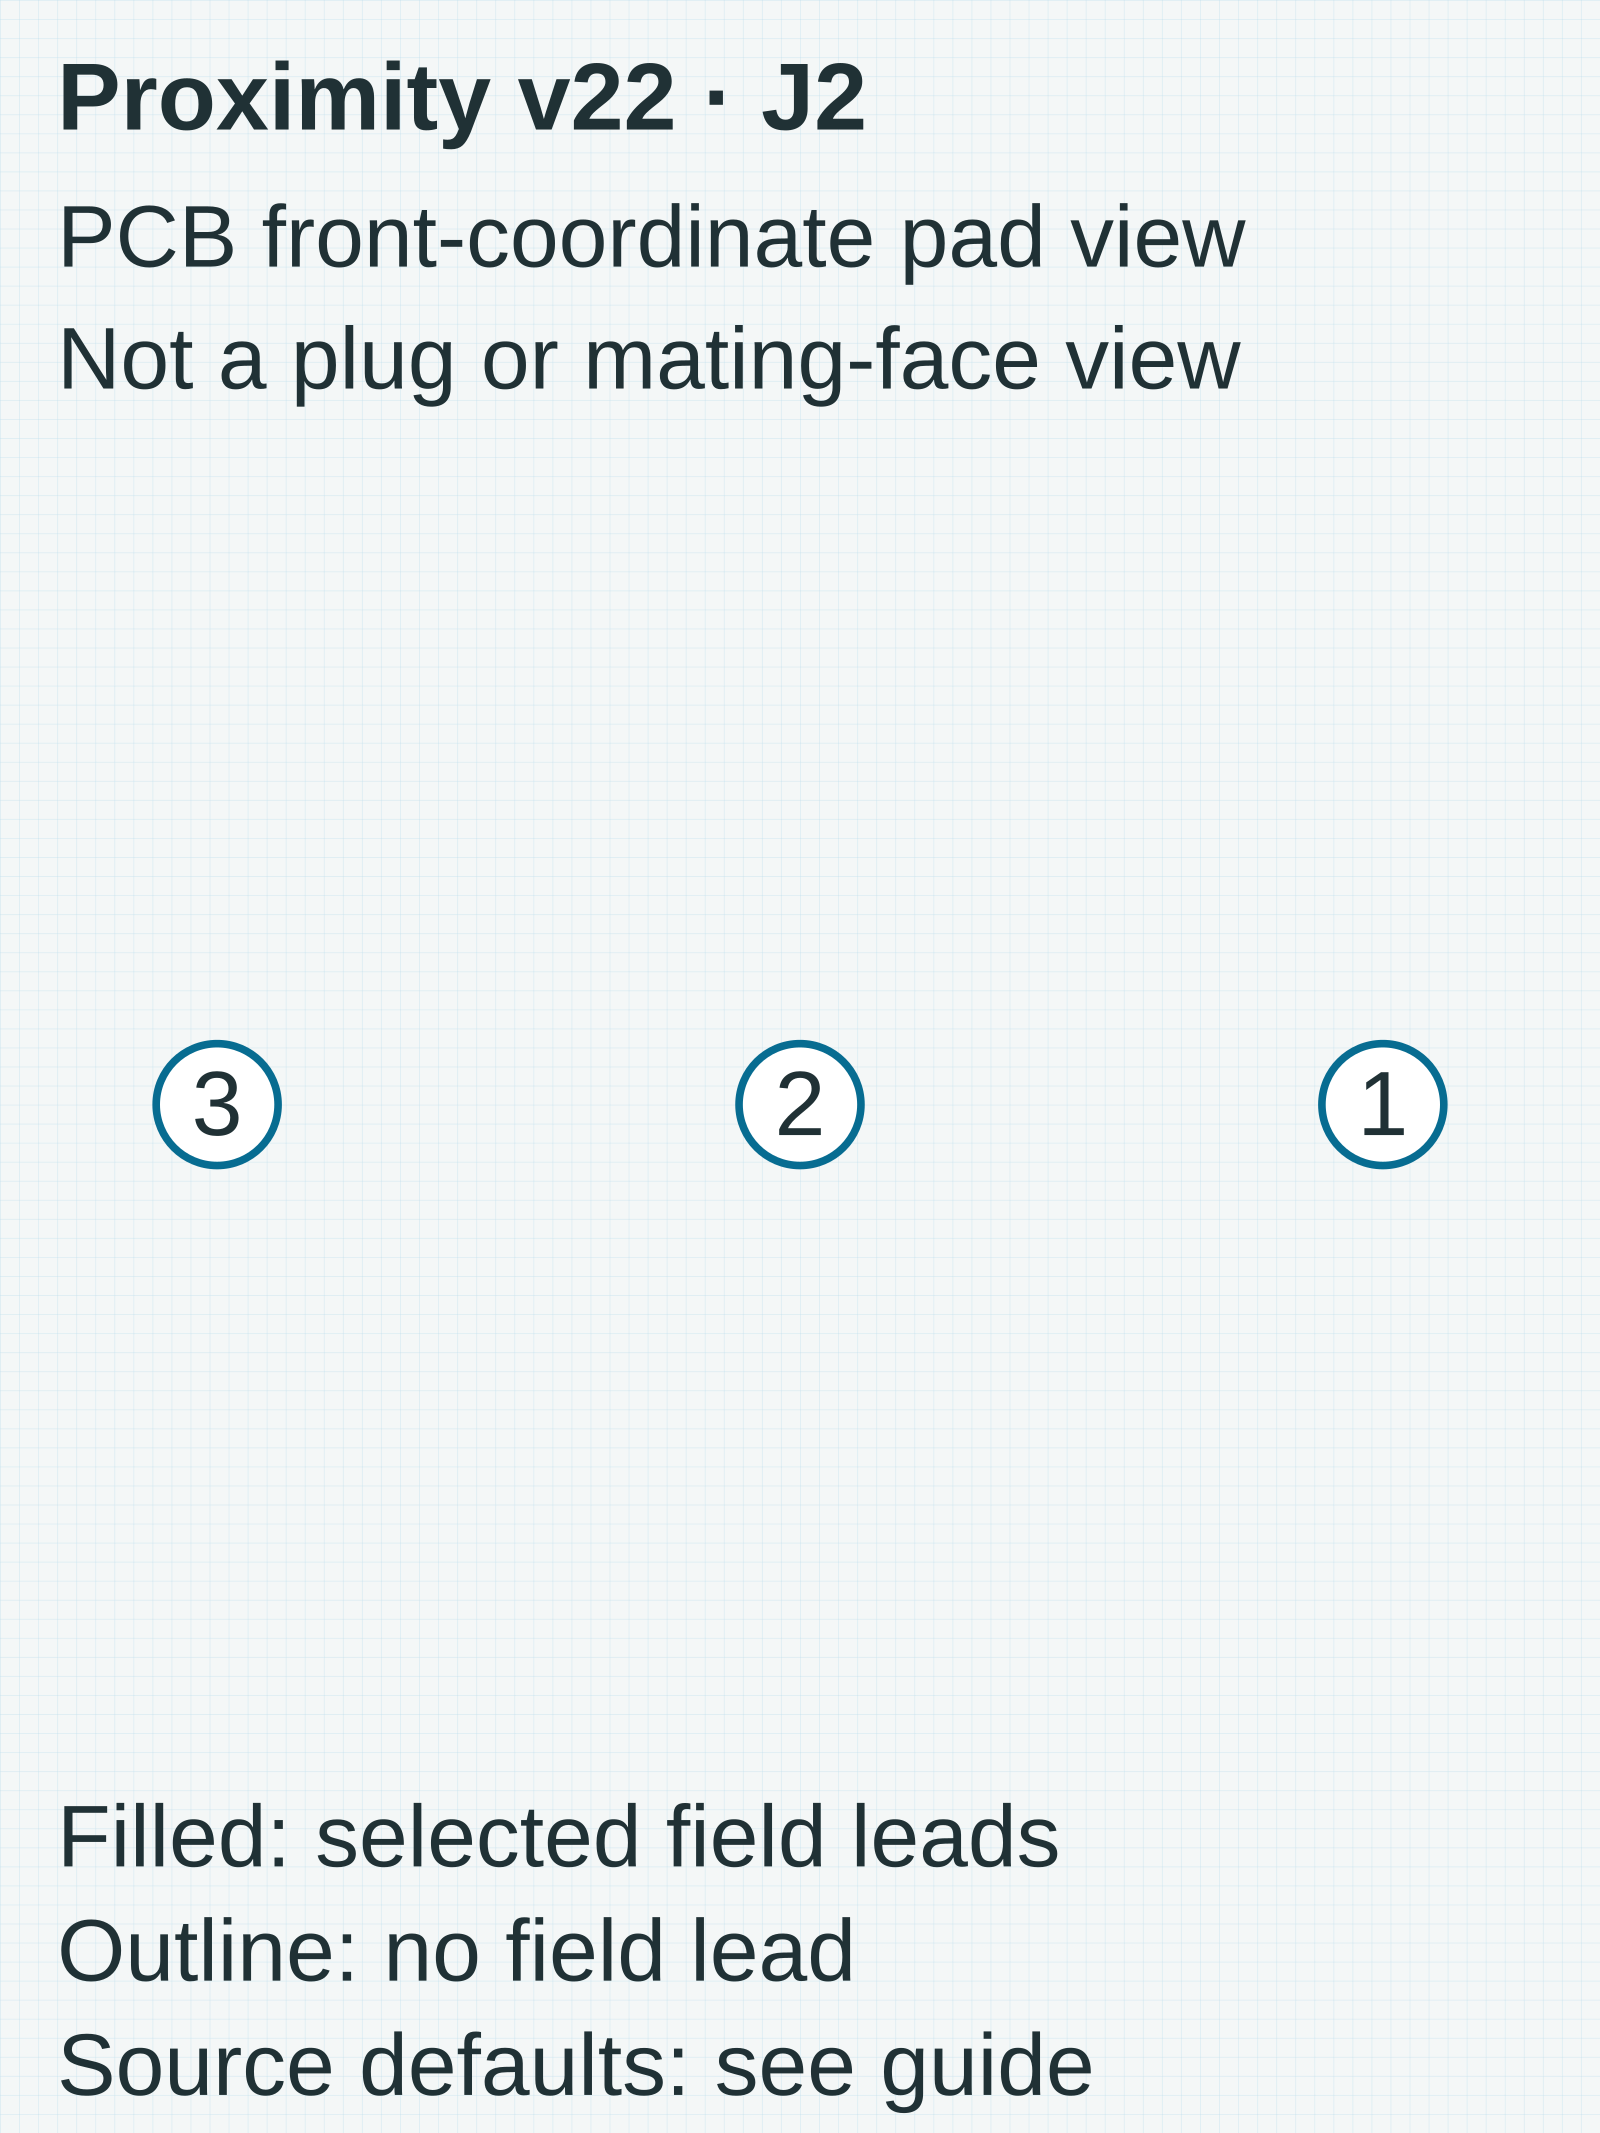 Proximity v22 · J2
PCB front-coordinate pad view
Not a plug or mating-face view
3 2 1
Filled: selected field leads
Outline: no field lead
Source defaults: see guide